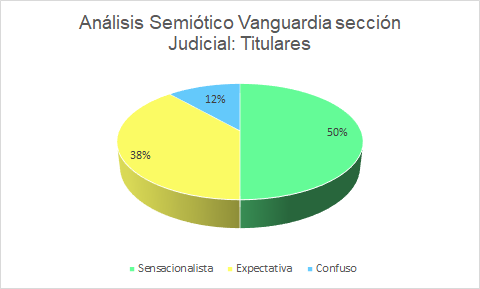 Análisis Semiótico Vanguardia sección
Judicial: Titulares
12%
50%
38%
Sensacionalista Expectativa Confuso